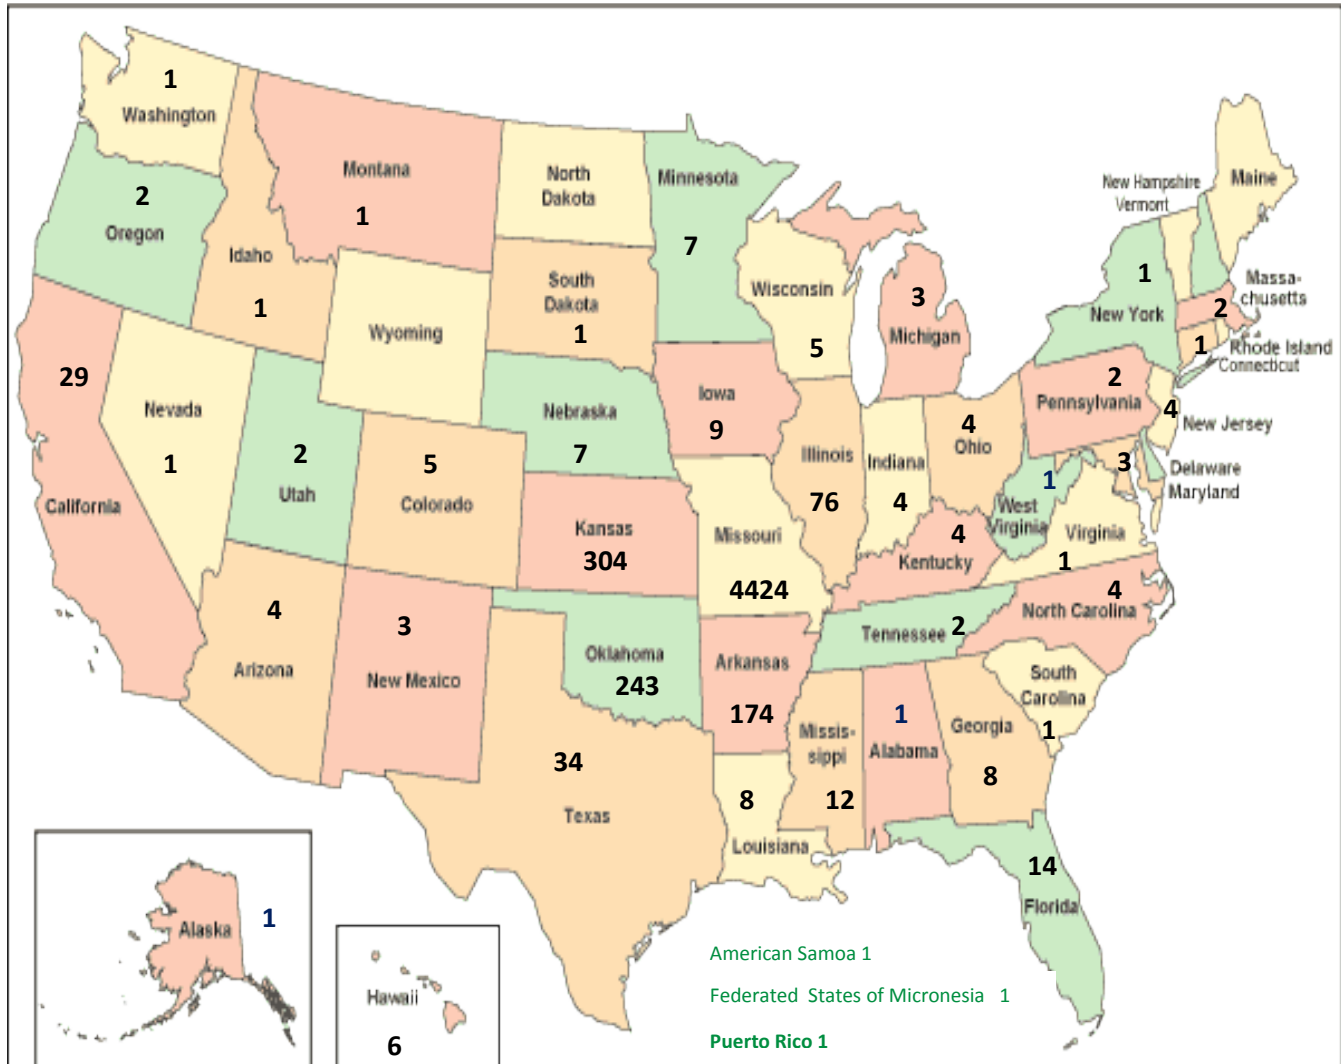 1
Washington
2
Oregon
Idaho
1
Montana
1
North
Dakota
South
Dakota
1
Wyoming
Minnesota
7
Wisconsin
5
3
Michigan
New Hampshire
Vermont
Maine
1
New York
Massa-
chusetts
2
1
Rhode Island
Connecticut
2
Pennsylvania
4
New Jersey
3
Delaware
Maryland
29
California
Nevada
1
2
Utah
5
Colorado
Nebraska
7
Iowa
9
Illinois
76
Indiana
4
4
Ohio
1
West
Virginia
Virginia
1
4
Kentucky
Kansas
304
Missouri
4424
4
Arizona
3
New Mexico
Oklahoma
243
Arkansas
174
Tennessee 2
4
North Carolina
South
Carolina
1
34
Texas
8
Louisiana
Missis-
sippi
12
1
Alabama
Georgia
8
14
Florida
Alaska
1
Hawaii
6
American Samoa 1
Federated States of Micronesia 1
Puerto Rico 1